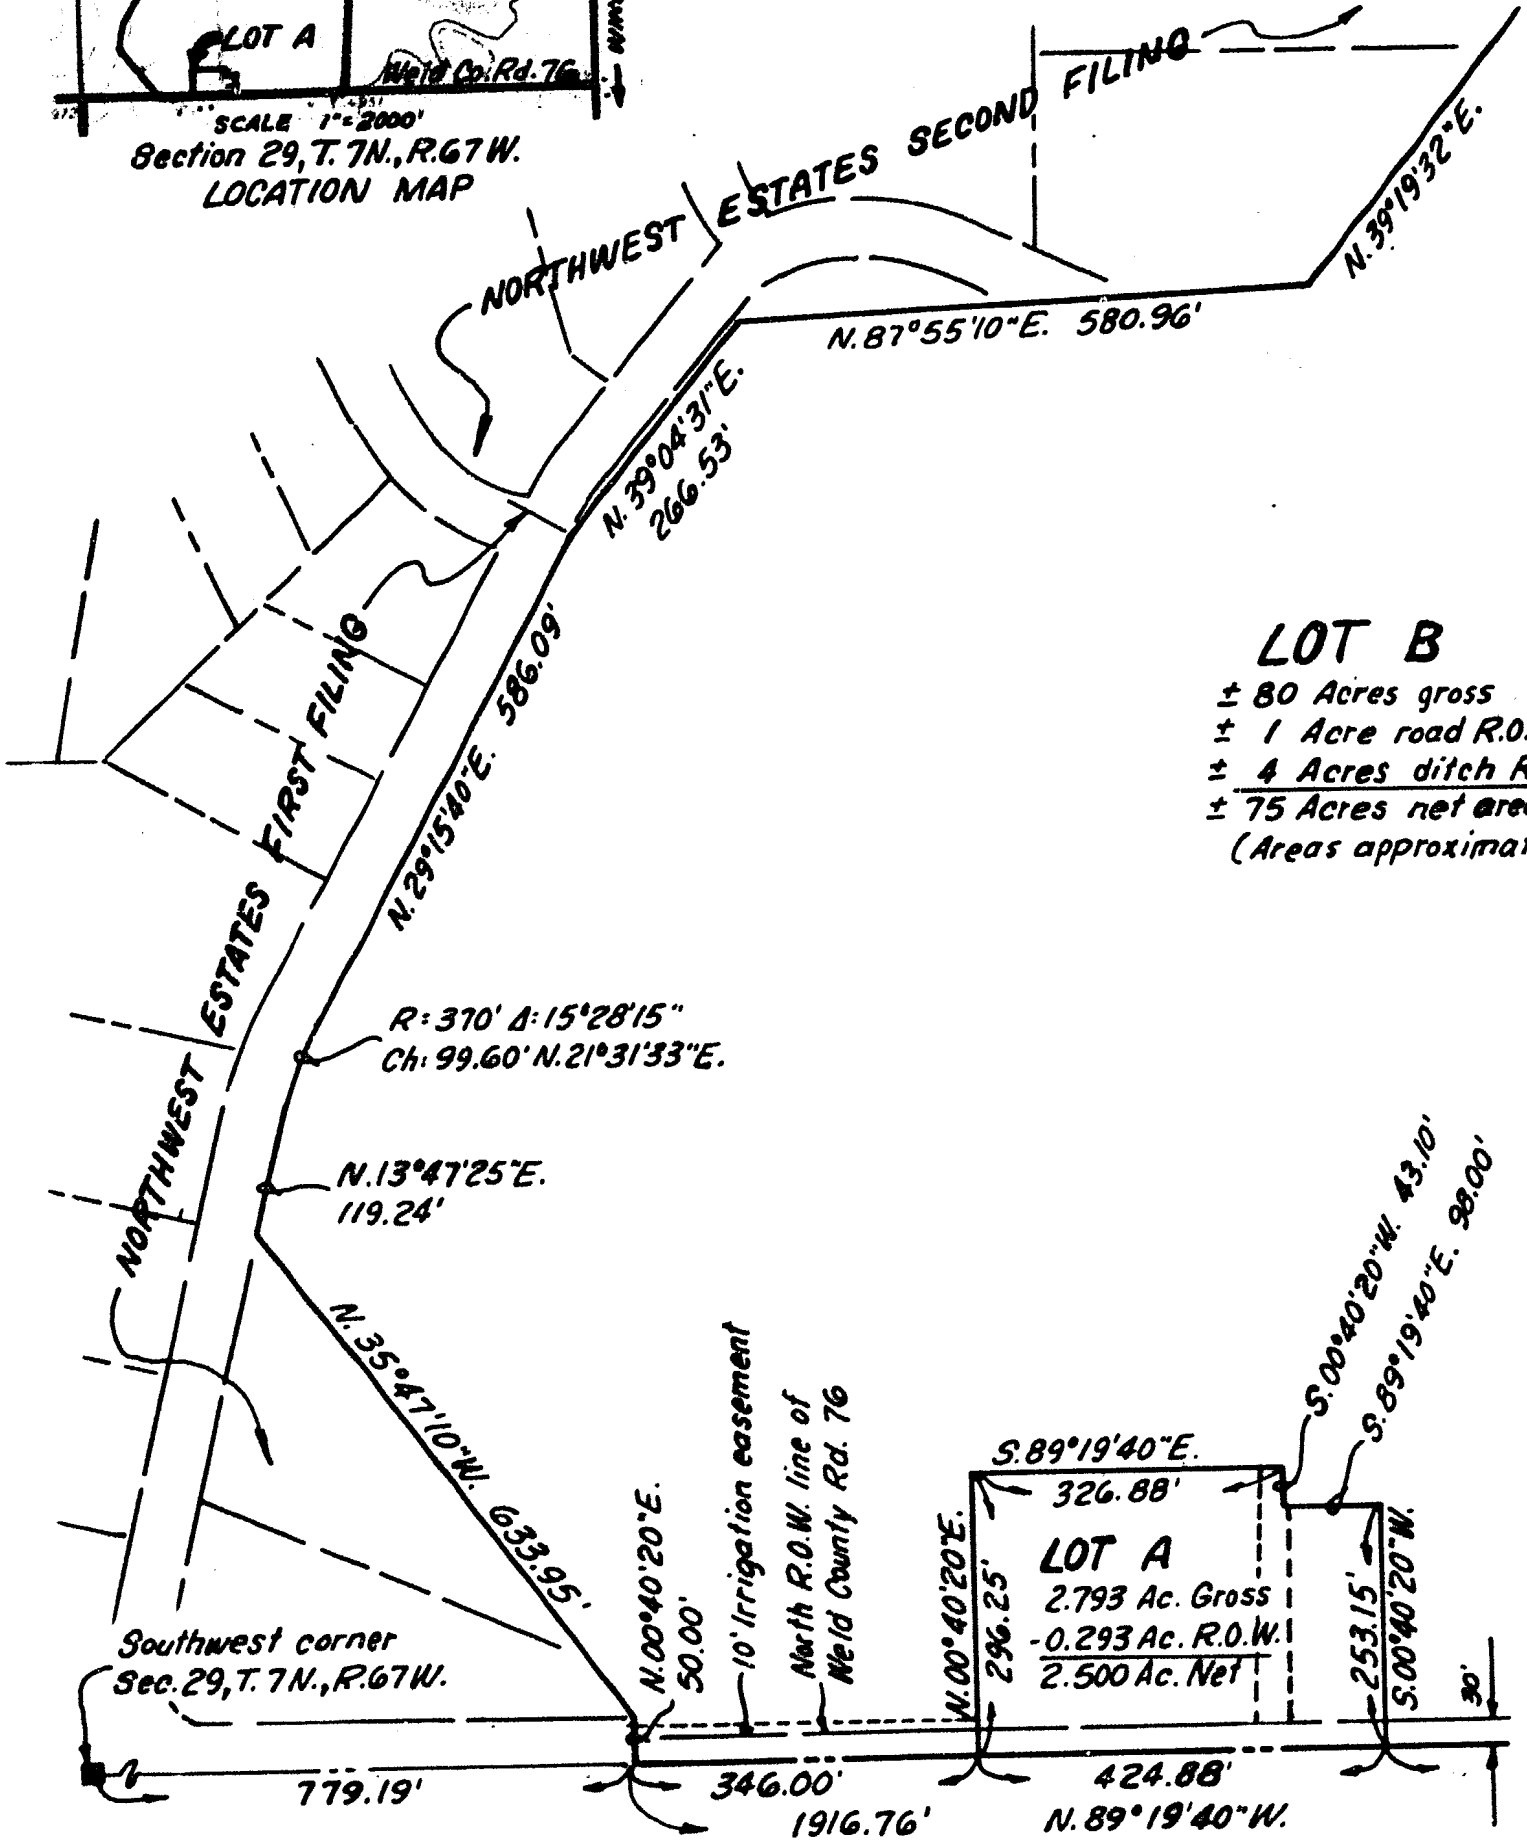 LOT A
Weld Co. Rd. 76
SCALE 1"=2000'
Section 29, T. 7N., R.67 W.
LOCATION MAP
NORTHWEST ESTATES SECOND FILING
N. 39°19'32"E.
N. 87°55'10"E. 580.96'
N. 39°04'31"E.
266.53'
NORTHWEST ESTATES FIRST FILING
N. 29°15'40"E. 586.09'
LOT B
± 80 Acres gross
± 1 Acre road R.O.
± 4 Acres ditch R
± 75 Acres net area
(Areas approximat
R: 370' Δ: 15°28'15"
Ch: 99.60' N. 21°31'33"E.
N. 13°47'25"E.
119.24'
N. 35°47'10"W. 633.95'
N.00°40'20"E.
50.00'
10' Irrigation easement
North R.O.W. line of
Weld County Rd. 76
S. 00°40'20"W. 43.10'
S. 89°19'40"E. 98.00'
S. 89°19'40"E.
326.88'
N. 00°40'20"E.
296.25'
LOT A
2.793 Ac. Gross
-0.293 Ac. R.O.W.
2.500 Ac. Net
253.15'
S. 00°40'20"W.
30'
Southwest corner
Sec. 29, T. 7N., R.67W.
779.19'
346.00'
424.88'
1916.76'
N. 89°19'40"W.